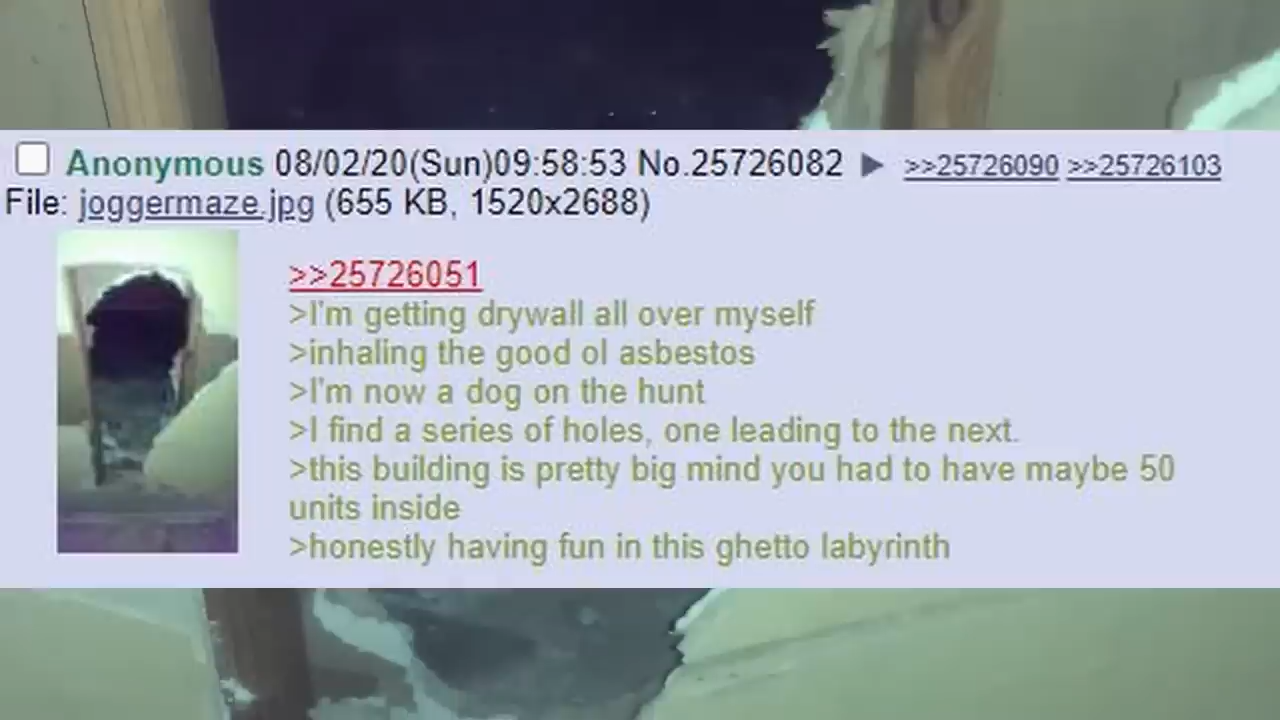 Anonymous 08/02/20(Sun)09:58:53 No.25726082 ▶ >>25726090 >>25726103
File: joggermaze.jpg (655 KB, 1520x2688)
>>25726051
>I'm getting drywall all over myself
>inhaling the good ol asbestos
>I'm now a dog on the hunt
>I find a series of holes, one leading to the next.
>this building is pretty big mind you had to have maybe 50
units inside
>honestly having fun in this ghetto labyrinth